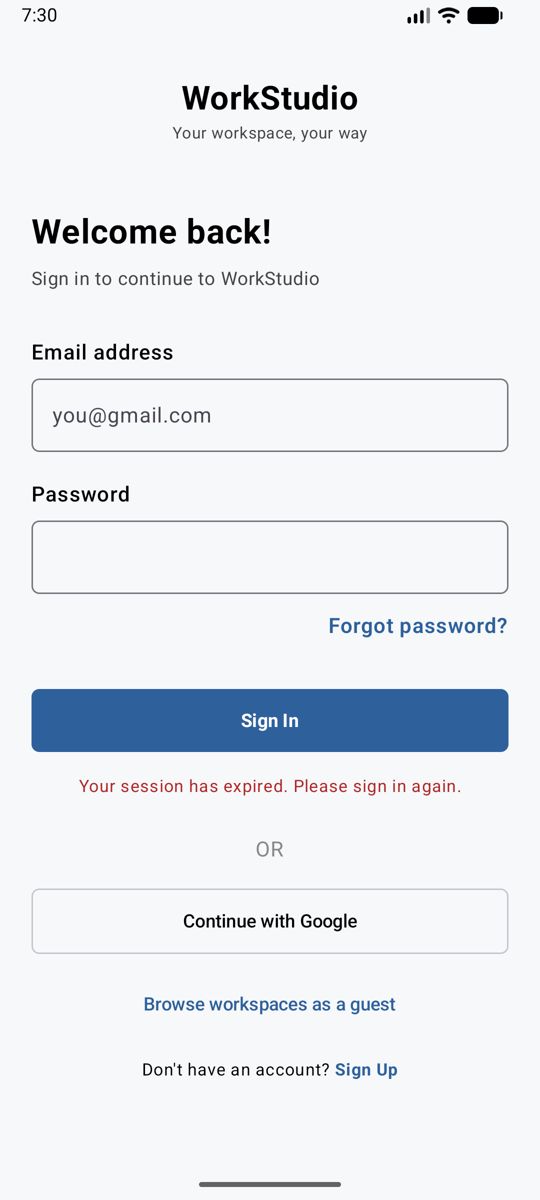 7:30
WorkStudio
Your workspace, your way
Welcome back!
Sign in to continue to WorkStudio
Email address
you@gmail.com
Password
Forgot password?
Sign In
Your session has expired. Please sign in again.
OR
Continue with Google
Browse workspaces as a guest
Don't have an account? Sign Up